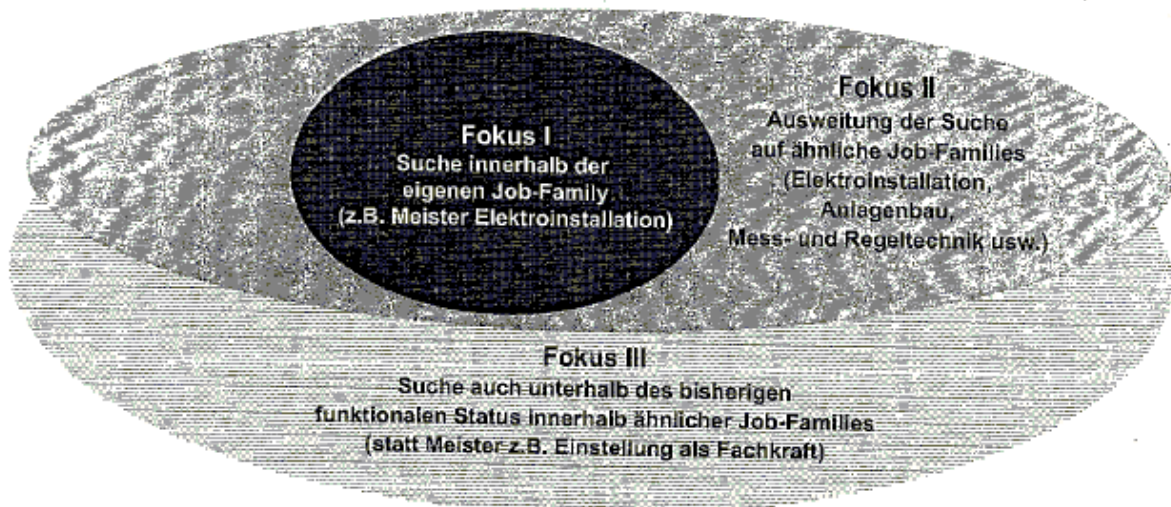 Fokus I
Suche innerhalb der
eigenen Job-Family
(z.B. Meister Elektroinstallation)
Fokus II
Ausweitung der Suche
auf ähnliche Job-Families
(Elektroinstallation,
Anlagenbau,
Mess- und Regeltechnik usw.)
Fokus III
Suche auch unterhalb des bisherigen
funktionalen Status innerhalb ähnlicher Job-Families
(statt Meister z.B. Einstellung als Fachkraft)